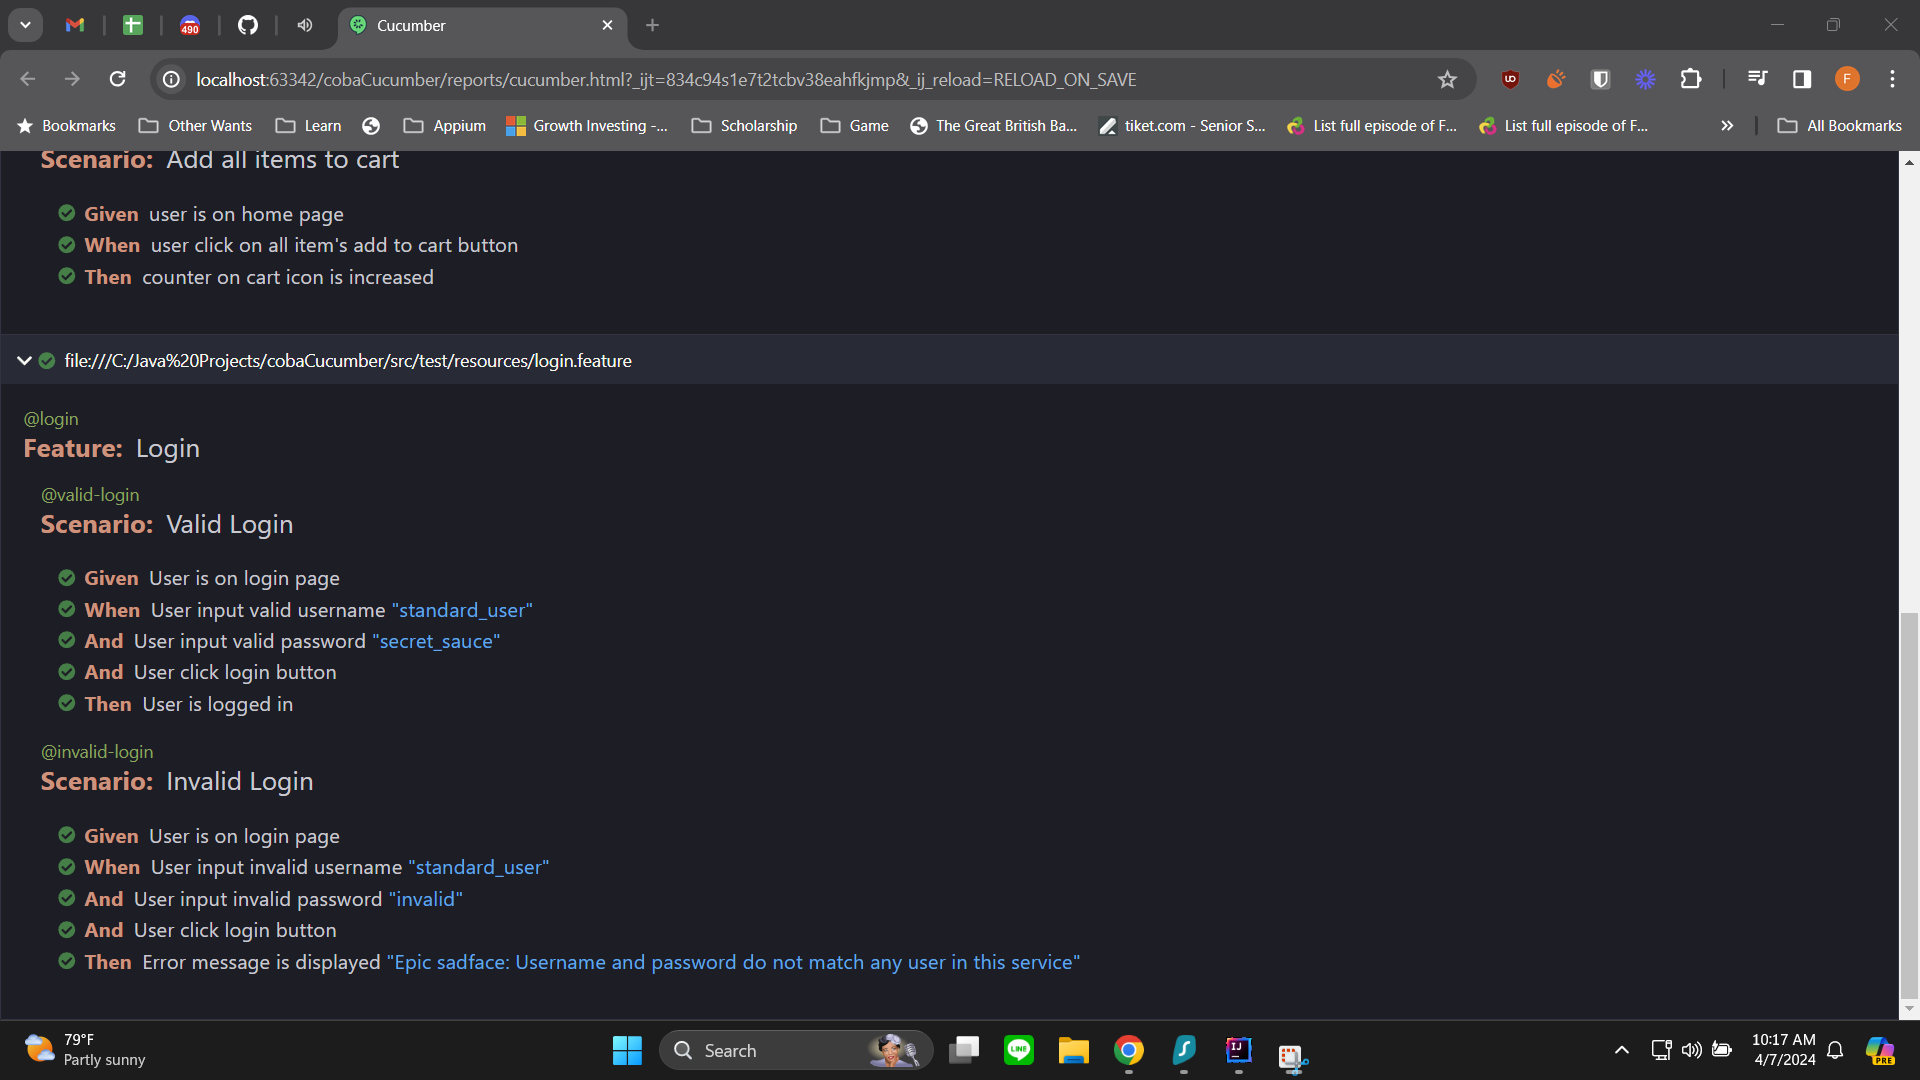 490
Cucumber
localhost:63342/cobaCucumber/reports/cucumber.html?_ijt=834c94s1e7t2tcbv38eahfkjmp&_ij_reload=RELOAD_ON_SAVE
F
Bookmarks Other Wants Learn Appium Growth Investing -... Scholarship Game The Great British Ba... tiket.com - Senior S... List full episode of F... List full episode of F... All Bookmarks
Scenario: Add all items to cart
Given user is on home page
When user click on all item's add to cart button
Then counter on cart icon is increased
file:///C:/Java%20Projects/cobaCucumber/src/test/resources/login.feature
@login
Feature: Login
@valid-login
Scenario: Valid Login
Given User is on login page
When User input valid username "standard_user"
And User input valid password "secret_sauce"
And User click login button
Then User is logged in
@invalid-login
Scenario: Invalid Login
Given User is on login page
When User input invalid username "standard_user"
And User input invalid password "invalid"
And User click login button
Then Error message is displayed "Epic sadface: Username and password do not match any user in this service"
79°F
Partly sunny
Search
LINE
IJ
PRE
10:17 AM
4/7/2024